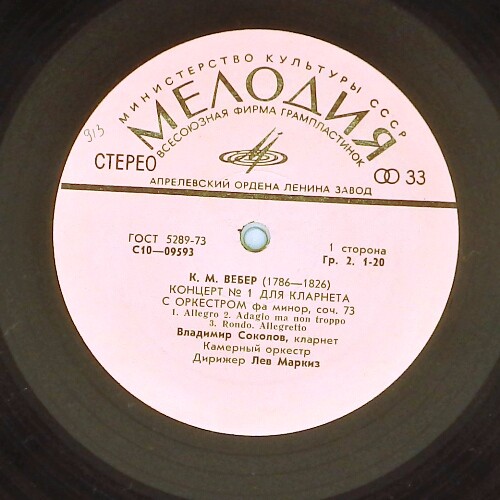 МИНИСТЕРСТВО КУЛЬТУРЫ СССР
МЕЛОДИЯ
ВСЕСОЮЗНАЯ ФИРМА ГРАМПЛАСТИНОК
913
СТЕРЕО
33
АПРЕЛЕВСКИЙ ОРДЕНА ЛЕНИНА ЗАВОД
ГОСТ 5289-73
С10—09593
1 сторона
Гр. 2. 1-20
К. М. ВЕБЕР (1786—1826)
КОНЦЕРТ № 1 ДЛЯ КЛАРНЕТА
С ОРКЕСТРОМ фа минор, соч. 73
1. Allegro 2. Adagio ma non troppo
3. Rondo. Allegretto
Владимир Соколов, кларнет
Камерный оркестр
Дирижер Лев Маркиз